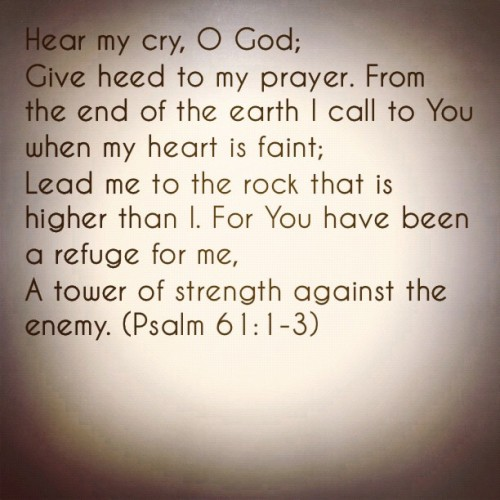 Hear my cry, O God;
Give heed to my prayer. From
the end of the earth I call to You
when my heart is faint;
Lead me to the rock that is
higher than I. For You have been
a refuge for me,
A tower of strength against the
enemy. (Psalm 61:1-3)